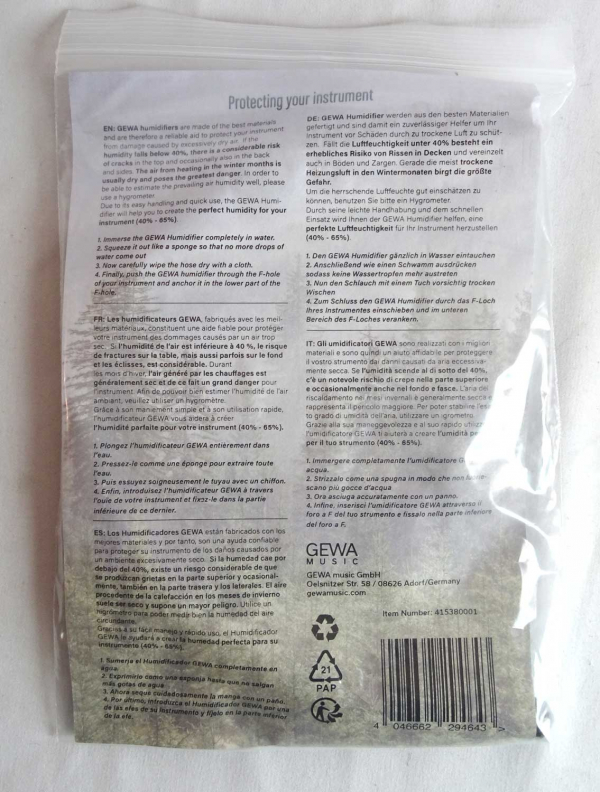 Protecting your instrument
EN: GEWA humidifiers are made of the best materials
and are therefore a reliable aid to protect your instrument
from damage caused by excessively dry air. If the
humidity falls below 40%, there is a considerable risk
of cracks in the top and occasionally also in the back
and sides. The air from heating in the winter months is
usually dry and poses the greatest danger. In order to
be able to estimate the prevailing air humidity well, please
use a hygrometer.
Due to its easy handling and quick use, the GEWA Humi-
difier will help you to create the perfect humidity for your
instrument (40% - 65%).
1. Immerse the GEWA Humidifier completely in water.
2. Squeeze it out like a sponge so that no more drops of
water come out
3. Now carefully wipe the hose dry with a cloth.
4. Finally, push the GEWA humidifier through the F-hole
of your instrument and anchor it in the lower part of the
F-hole.
FR: Les humidificateurs GEWA, fabriqués avec les meil-
leurs matériaux, constituent une aide fiable pour protéger
votre instrument des dommages causés par un air trop
sec. Si l'humidité de l'air est inférieure à 40 %, le risque
de fractures sur la table, mais aussi parfois sur le fond
et les éclisses, est considérable. Durant
les mois d'hiver, l'air généré par les chauffages est
généralement sec et de ce fait un grand danger pour
l'instrument. Afin de pouvoir bien estimer l'humidité de l'air
ambiant, veuillez utiliser un hygromètre.
Grâce à son maniement simple et à son utilisation rapide,
l'humidificateur GEWA vous aidera à créer
l'humidité parfaite pour votre instrument (40% - 65%).
1. Plongez l'humidificateur GEWA entièrement dans
l'eau.
2. Pressez-le comme une éponge pour extraire toute
l'eau.
3. Puis essuyez soigneusement le tuyau avec un chiffon.
4. Enfin, introduisez l'humidificateur GEWA à travers
l'ouïe de votre instrument et fixez-le dans la partie
inférieure de ce dernier.
ES: Los Humidificadores GEWA están fabricados con los
mejores materiales y por tanto, son una ayuda confiable
para proteger su instrumento de los daños causados por
un ambiente excesivamente seco. Si la humedad cae por
debajo del 40%, existe un riesgo considerable de que
se produzcan grietas en la parte superior y ocasional-
mente, también en la parte trasera y los laterales. El aire
procedente de la calefacción en los meses de invierno
suele ser seco y supone un mayor peligro. Utilice un
higrómetro para poder medir bien la humedad del aire
circundante.
Gracias a su fácil manejo y rápido uso, el Humidificador
GEWA le ayudará a crear la humedad perfecta para su
instrumento (40% - 65%).
1. Sumerja el Humidificador GEWA completamente en
agua.
2. Exprimirlo como una esponja hasta que no salgan
más gotas de agua
3. Ahora seque cuidadosamente la manga con un paño.
4. Por último, introduzca el Humidificador GEWA por una
de las efes de su instrumento y fíjelo en la parte inferior
de la efe.
DE: GEWA Humidifier werden aus den besten Materialien
gefertigt und sind damit ein zuverlässiger Helfer um Ihr
Instrument vor Schäden durch zu trockene Luft zu schüt-
zen. Fällt die Luftfeuchtigkeit unter 40% besteht ein
erhebliches Risiko von Rissen in Decken und vereinzelt
auch in Böden und Zargen. Gerade die meist trockene
Heizungsluft in den Wintermonaten birgt die größte
Gefahr.
Um die herrschende Luftfeuchte gut einschätzen zu
können, benutzen Sie bitte ein Hygrometer.
Durch seine leichte Handhabung und dem schnellen
Einsatz wird Ihnen der GEWA Humidifier helfen, eine
perfekte Luftfeuchtigkeit für Ihr Instrument herzustellen
(40% - 65%).
1. Den GEWA Humidifier gänzlich in Wasser eintauchen
2. Anschließend wie einen Schwamm ausdrücken
sodass keine Wassertropfen mehr austreten
3. Nun den Schlauch mit einem Tuch vorsichtig trocken
Wischen
4. Zum Schluss den GEWA Humidifier durch das F-Loch
Ihres Instrumentes einschieben und im unteren
Bereich des F-Loches verankern.
IT: Gli umidificatori GEWA sono realizzati con i migliori
materiali e sono quindi un aiuto affidabile per proteggere
il vostro strumento dai danni causati da aria eccessiva-
mente secca. Se l'umidità scende al di sotto del 40%,
c'è un notevole rischio di crepe nella parte superiore
e occasionalmente anche nel fondo e fasce. L'aria del
riscaldamento nei mesi invernali è generalmente secca e
rappresenta il pericolo maggiore. Per poter stabilire
to grado di umidità dell'aria, utilizzare un igrometro.
Grazie alla sua maneggevolezza e al suo rapido utilizzo
l'umidificatore GEWA ti aiuterà a creare l'umidità
per il tuo strumento (40% - 65%).
1. Immergere completamente l'umidificatore
acqua.
2. Strizzalo come una spugna in modo che non
scano più gocce d'acqua
3. Ora asciuga accuratamente con un panno.
4. Infine, inserisci l'umidificatore GEWA attraverso il
foro a F del tuo strumento e fissalo nella parte inferiore
del foro a F.
GEWA
MUSIC
GEWA music GmbH
Oelsnitzer Str. 58 / 08626 Adorf/Germany
gewamusic.com
Item Number: 415380001
21
PAP
4 046662 294643 >